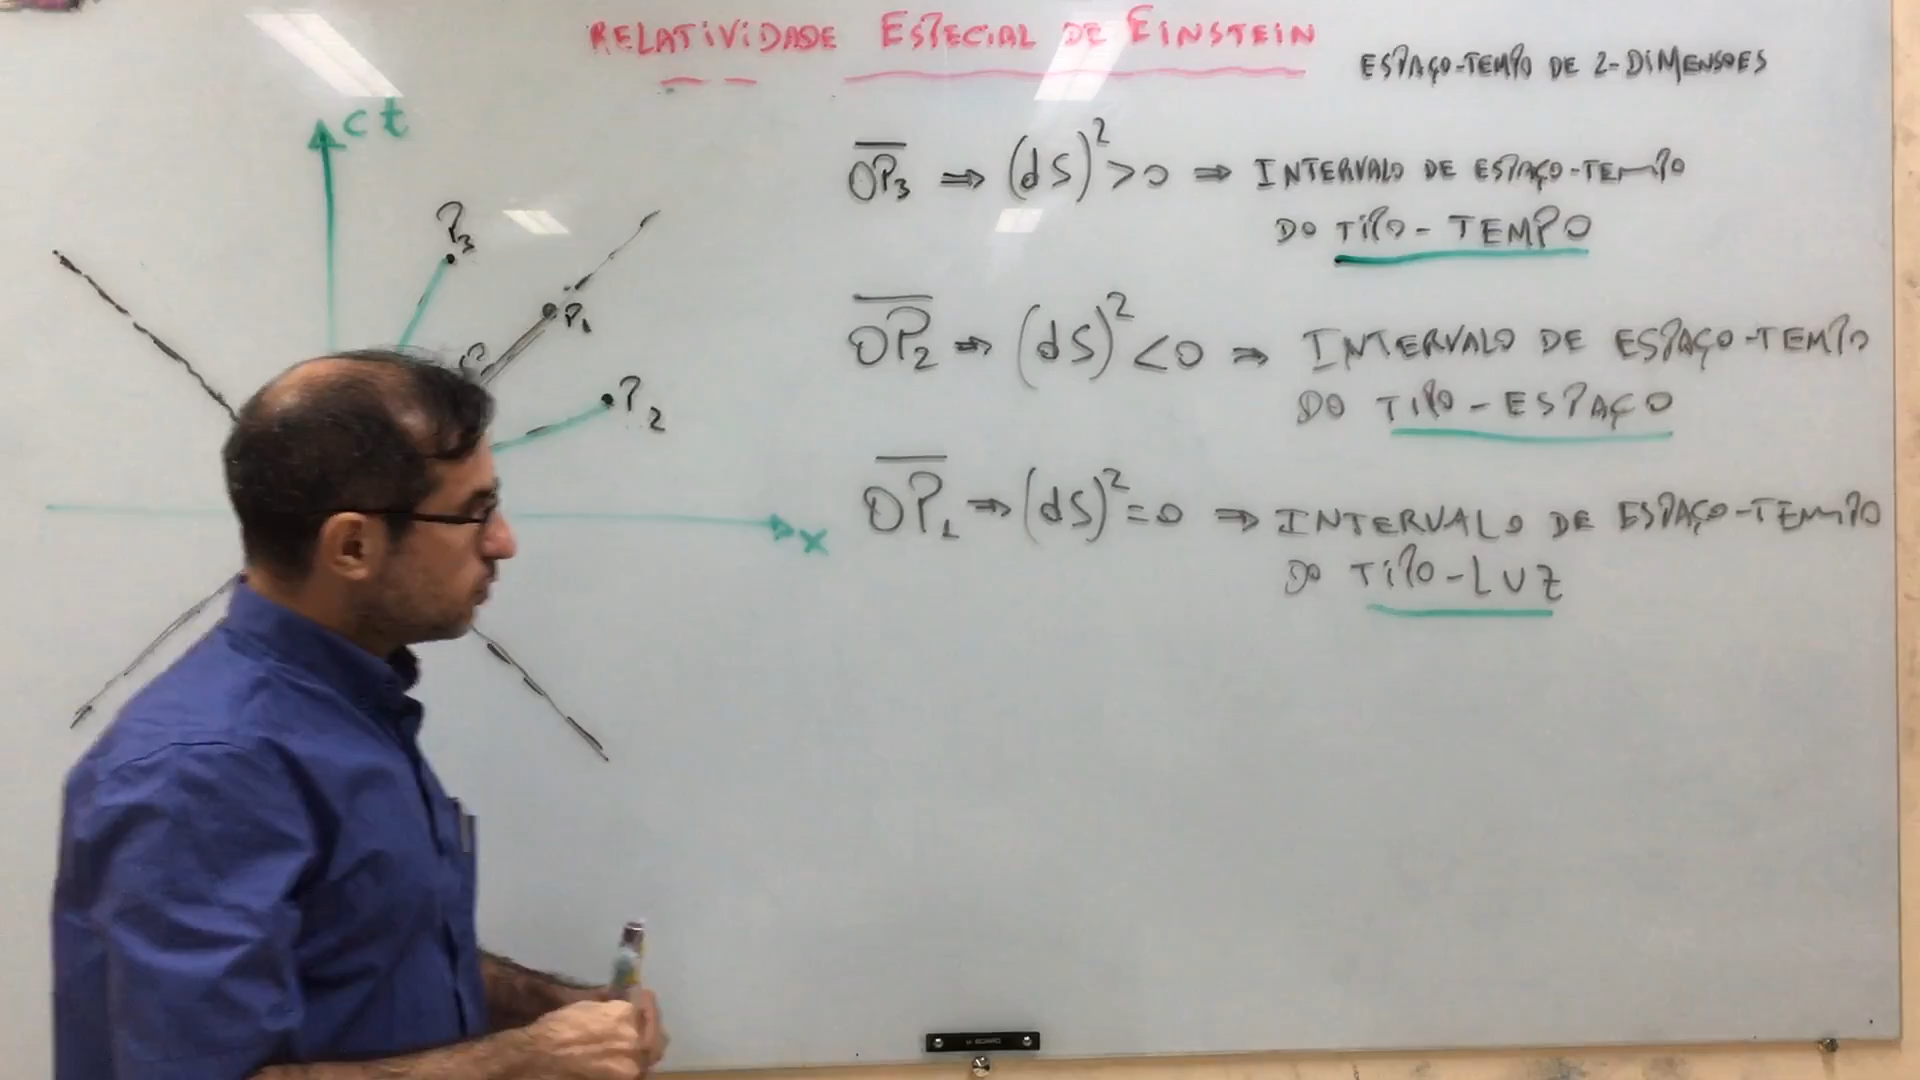 RELATIVIDADE ESPECIAL DE EINSTEIN
ESPAÇO-TEMPO DE 2-DIMENSOES
ct
P3
P1
C
P2
x
OP3 ⇒ (dS)² > 0 ⇒ INTERVALO DE ESPAÇO-TEMPO
DO TIPO-TEMPO
OP2 ⇒ (dS)² < 0 ⇒ INTERVALO DE ESPAÇO-TEMPO
DO TIPO-ESPAÇO
OP1 ⇒ (dS)² = 0 ⇒ INTERVALO DE ESPAÇO-TEMPO
DO TIPO-LUZ